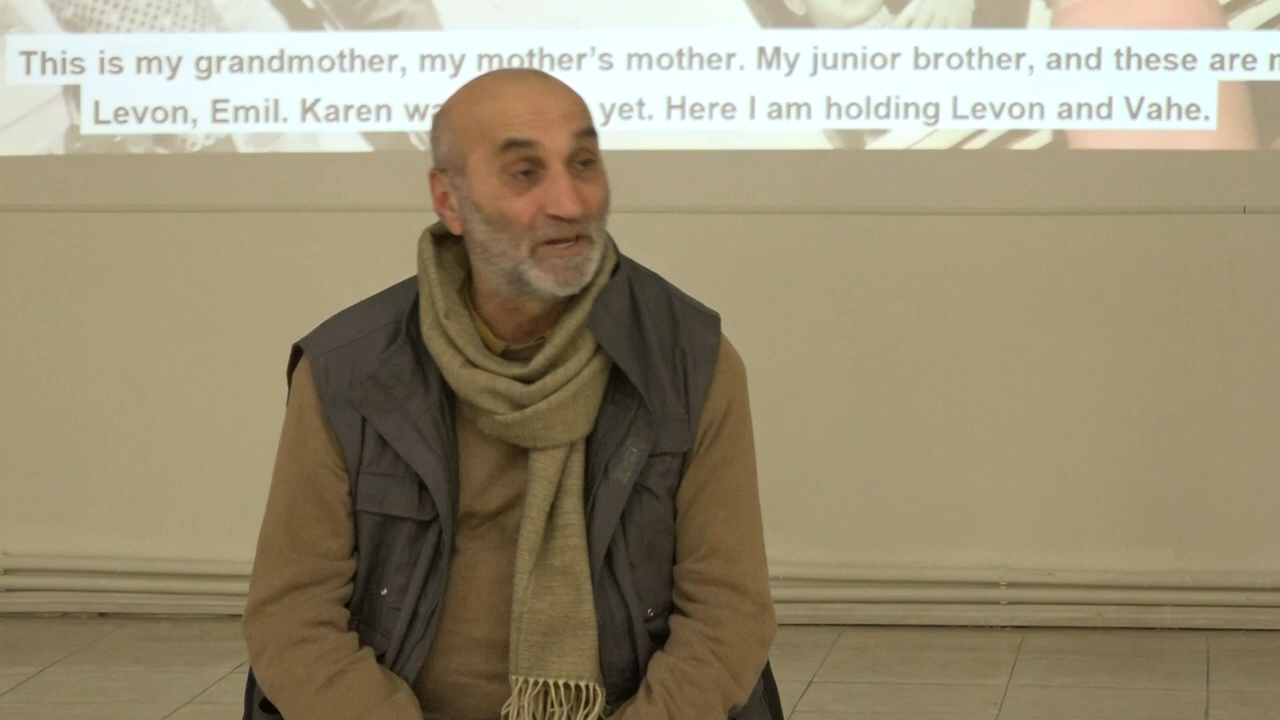 This is my grandmother, my mother’s mother. My junior brother, and these are
Levon, Emil. Karen yet. Here I am holding Levon and Vahe.